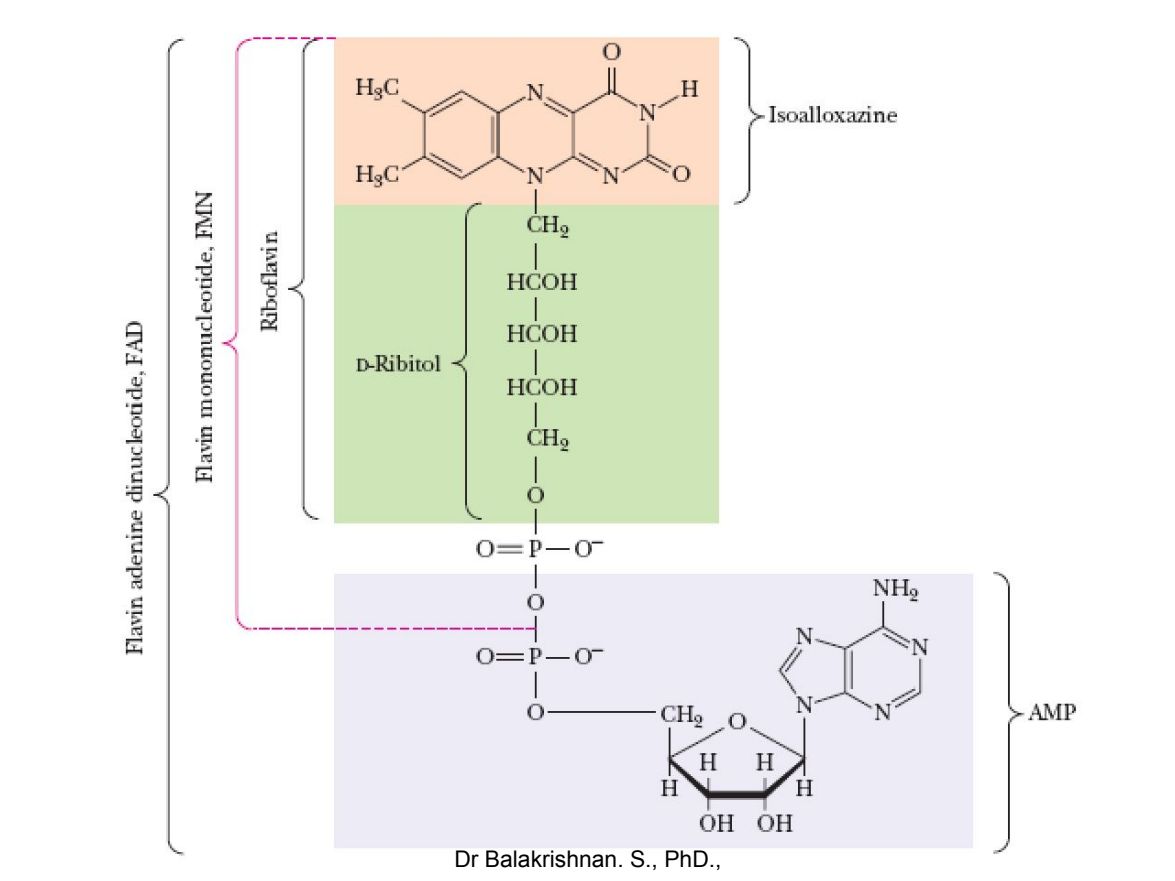 Flavin adenine dinucleotide, FAD
Flavin mononucleotide, FMN
Riboflavin
Isoalloxazine
D-Ribitol
AMP
O
H₃C
N
H
N
H₃C
N
N
O
CH₂
HCOH
HCOH
HCOH
CH₂
O
O=P—O⁻
O
O=P—O⁻
O
CH₂
O
NH₂
N
N
N
N
H
H
H
H
OH
OH
Dr Balakrishnan. S., PhD.,